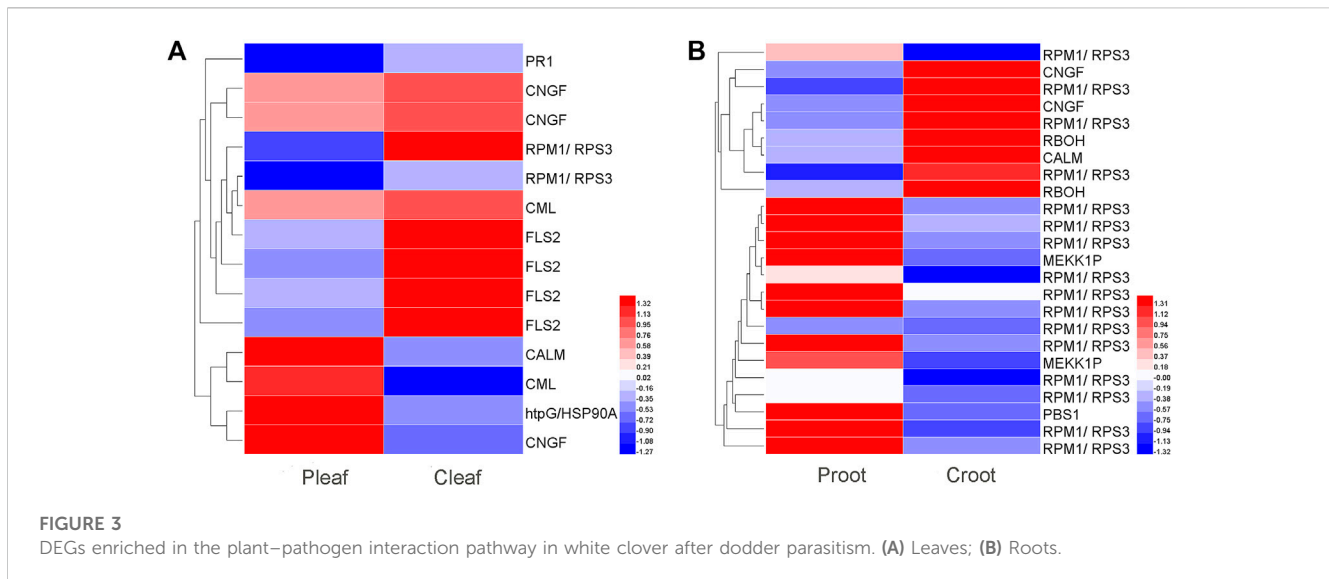 A
PR1
CNGF
CNGF
RPM1/ RPS3
RPM1/ RPS3
CML
FLS2
FLS2
FLS2
FLS2
CALM
CML
htpG/HSP90A
CNGF
1.32
1.13
0.95
0.76
0.58
0.39
0.21
0.02
-0.16
-0.35
-0.53
-0.72
-0.90
-1.08
-1.27
Pleaf
Cleaf
B
RPM1/ RPS3
CNGF
RPM1/ RPS3
CNGF
RPM1/ RPS3
RBOH
CALM
RPM1/ RPS3
RBOH
RPM1/ RPS3
RPM1/ RPS3
RPM1/ RPS3
MEKK1P
RPM1/ RPS3
RPM1/ RPS3
RPM1/ RPS3
RPM1/ RPS3
RPM1/ RPS3
MEKK1P
RPM1/ RPS3
RPM1/ RPS3
PBS1
RPM1/ RPS3
RPM1/ RPS3
1.31
1.12
0.94
0.75
0.56
0.37
0.18
-0.00
-0.19
-0.38
-0.57
-0.75
-0.94
-1.13
-1.32
Proot
Croot
FIGURE 3
DEGs enriched in the plant–pathogen interaction pathway in white clover after dodder parasitism. (A) Leaves; (B) Roots.